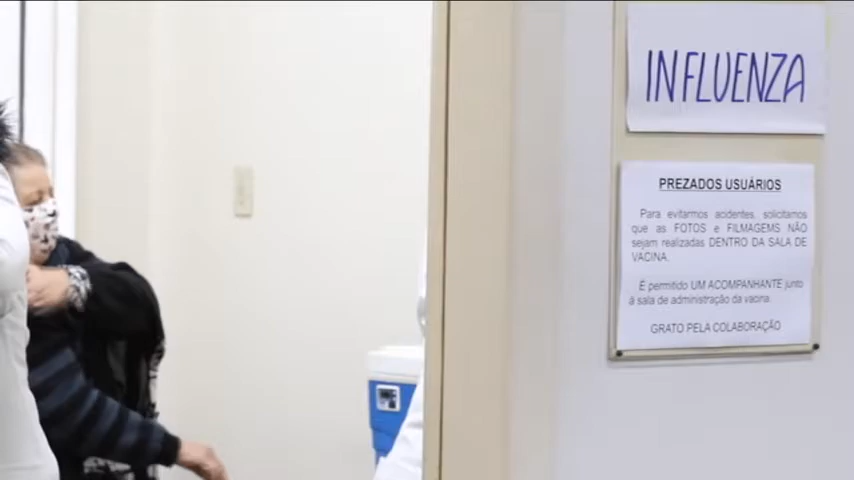 INFLUENZA
PREZADOS USUÁRIOS
Para evitarmos acidentes, solicitamos
que as FOTOS e FILMAGEMS NÃO
sejam realizadas DENTRO DA SALA DE
VACINA.
É permitido UM ACOMPANHANTE junto
à sala de administração da vacina.
GRATO PELA COLABORAÇÃO